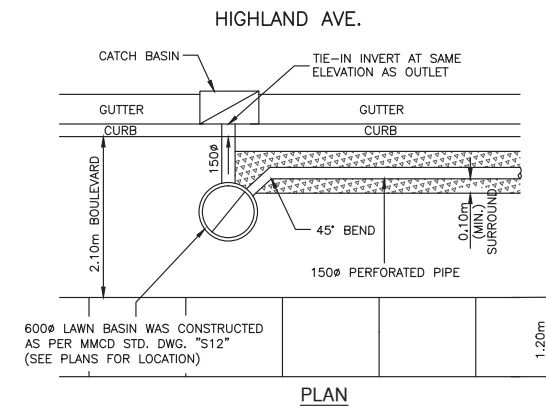 HIGHLAND AVE.
CATCH BASIN
TIE-IN INVERT AT SAME
ELEVATION AS OUTLET
GUTTER
GUTTER
CURB
CURB
2.10m BOULEVARD
150ø
0.10m
(MIN.)
SURROUND
45° BEND
150ø PERFORATED PIPE
600ø LAWN BASIN WAS CONSTRUCTED
AS PER MMCD STD. DWG. "S12"
(SEE PLANS FOR LOCATION)
1.20m
PLAN